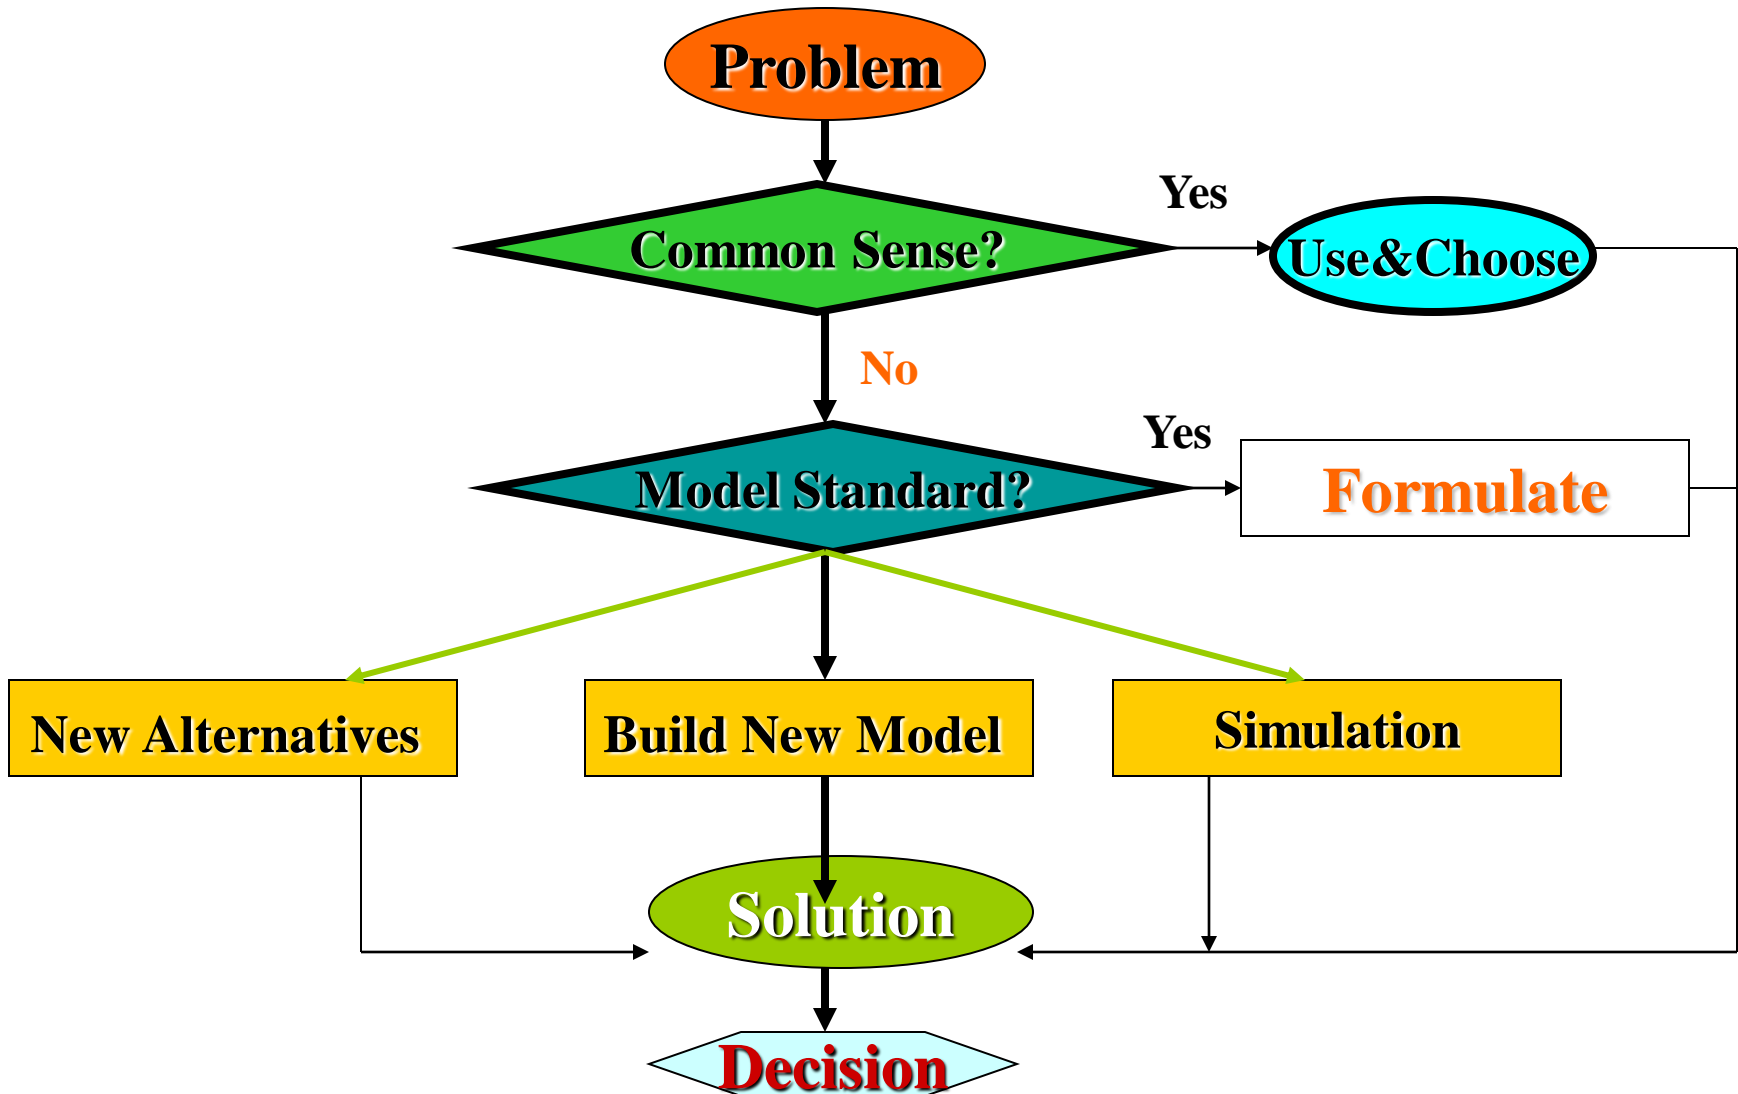 Problem
Common Sense?
Yes
Use&Choose
No
Model Standard?
Yes
Formulate
New Alternatives
Build New Model
Simulation
Solution
Decision